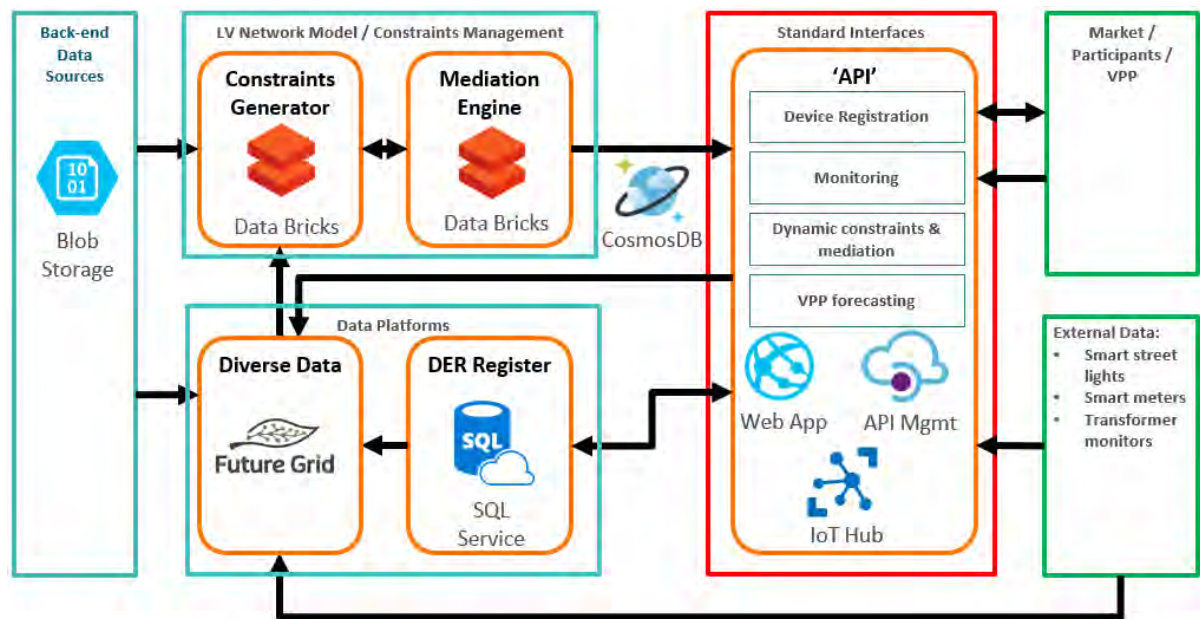 Back-end
Data
Sources
10
01
Blob
Storage
LV Network Model / Constraints Management
Constraints
Generator
Data Bricks
Mediation
Engine
Data Bricks
CosmosDB
Data Platforms
Diverse Data
Future Grid
DER Register
SQL
SQL
Service
Standard Interfaces
‘API’
Device Registration
Monitoring
Dynamic constraints &
mediation
VPP forecasting
Web App
API Mgmt
IoT Hub
Market /
Participants /
VPP
External Data:
• Smart street
lights
• Smart meters
• Transformer
monitors